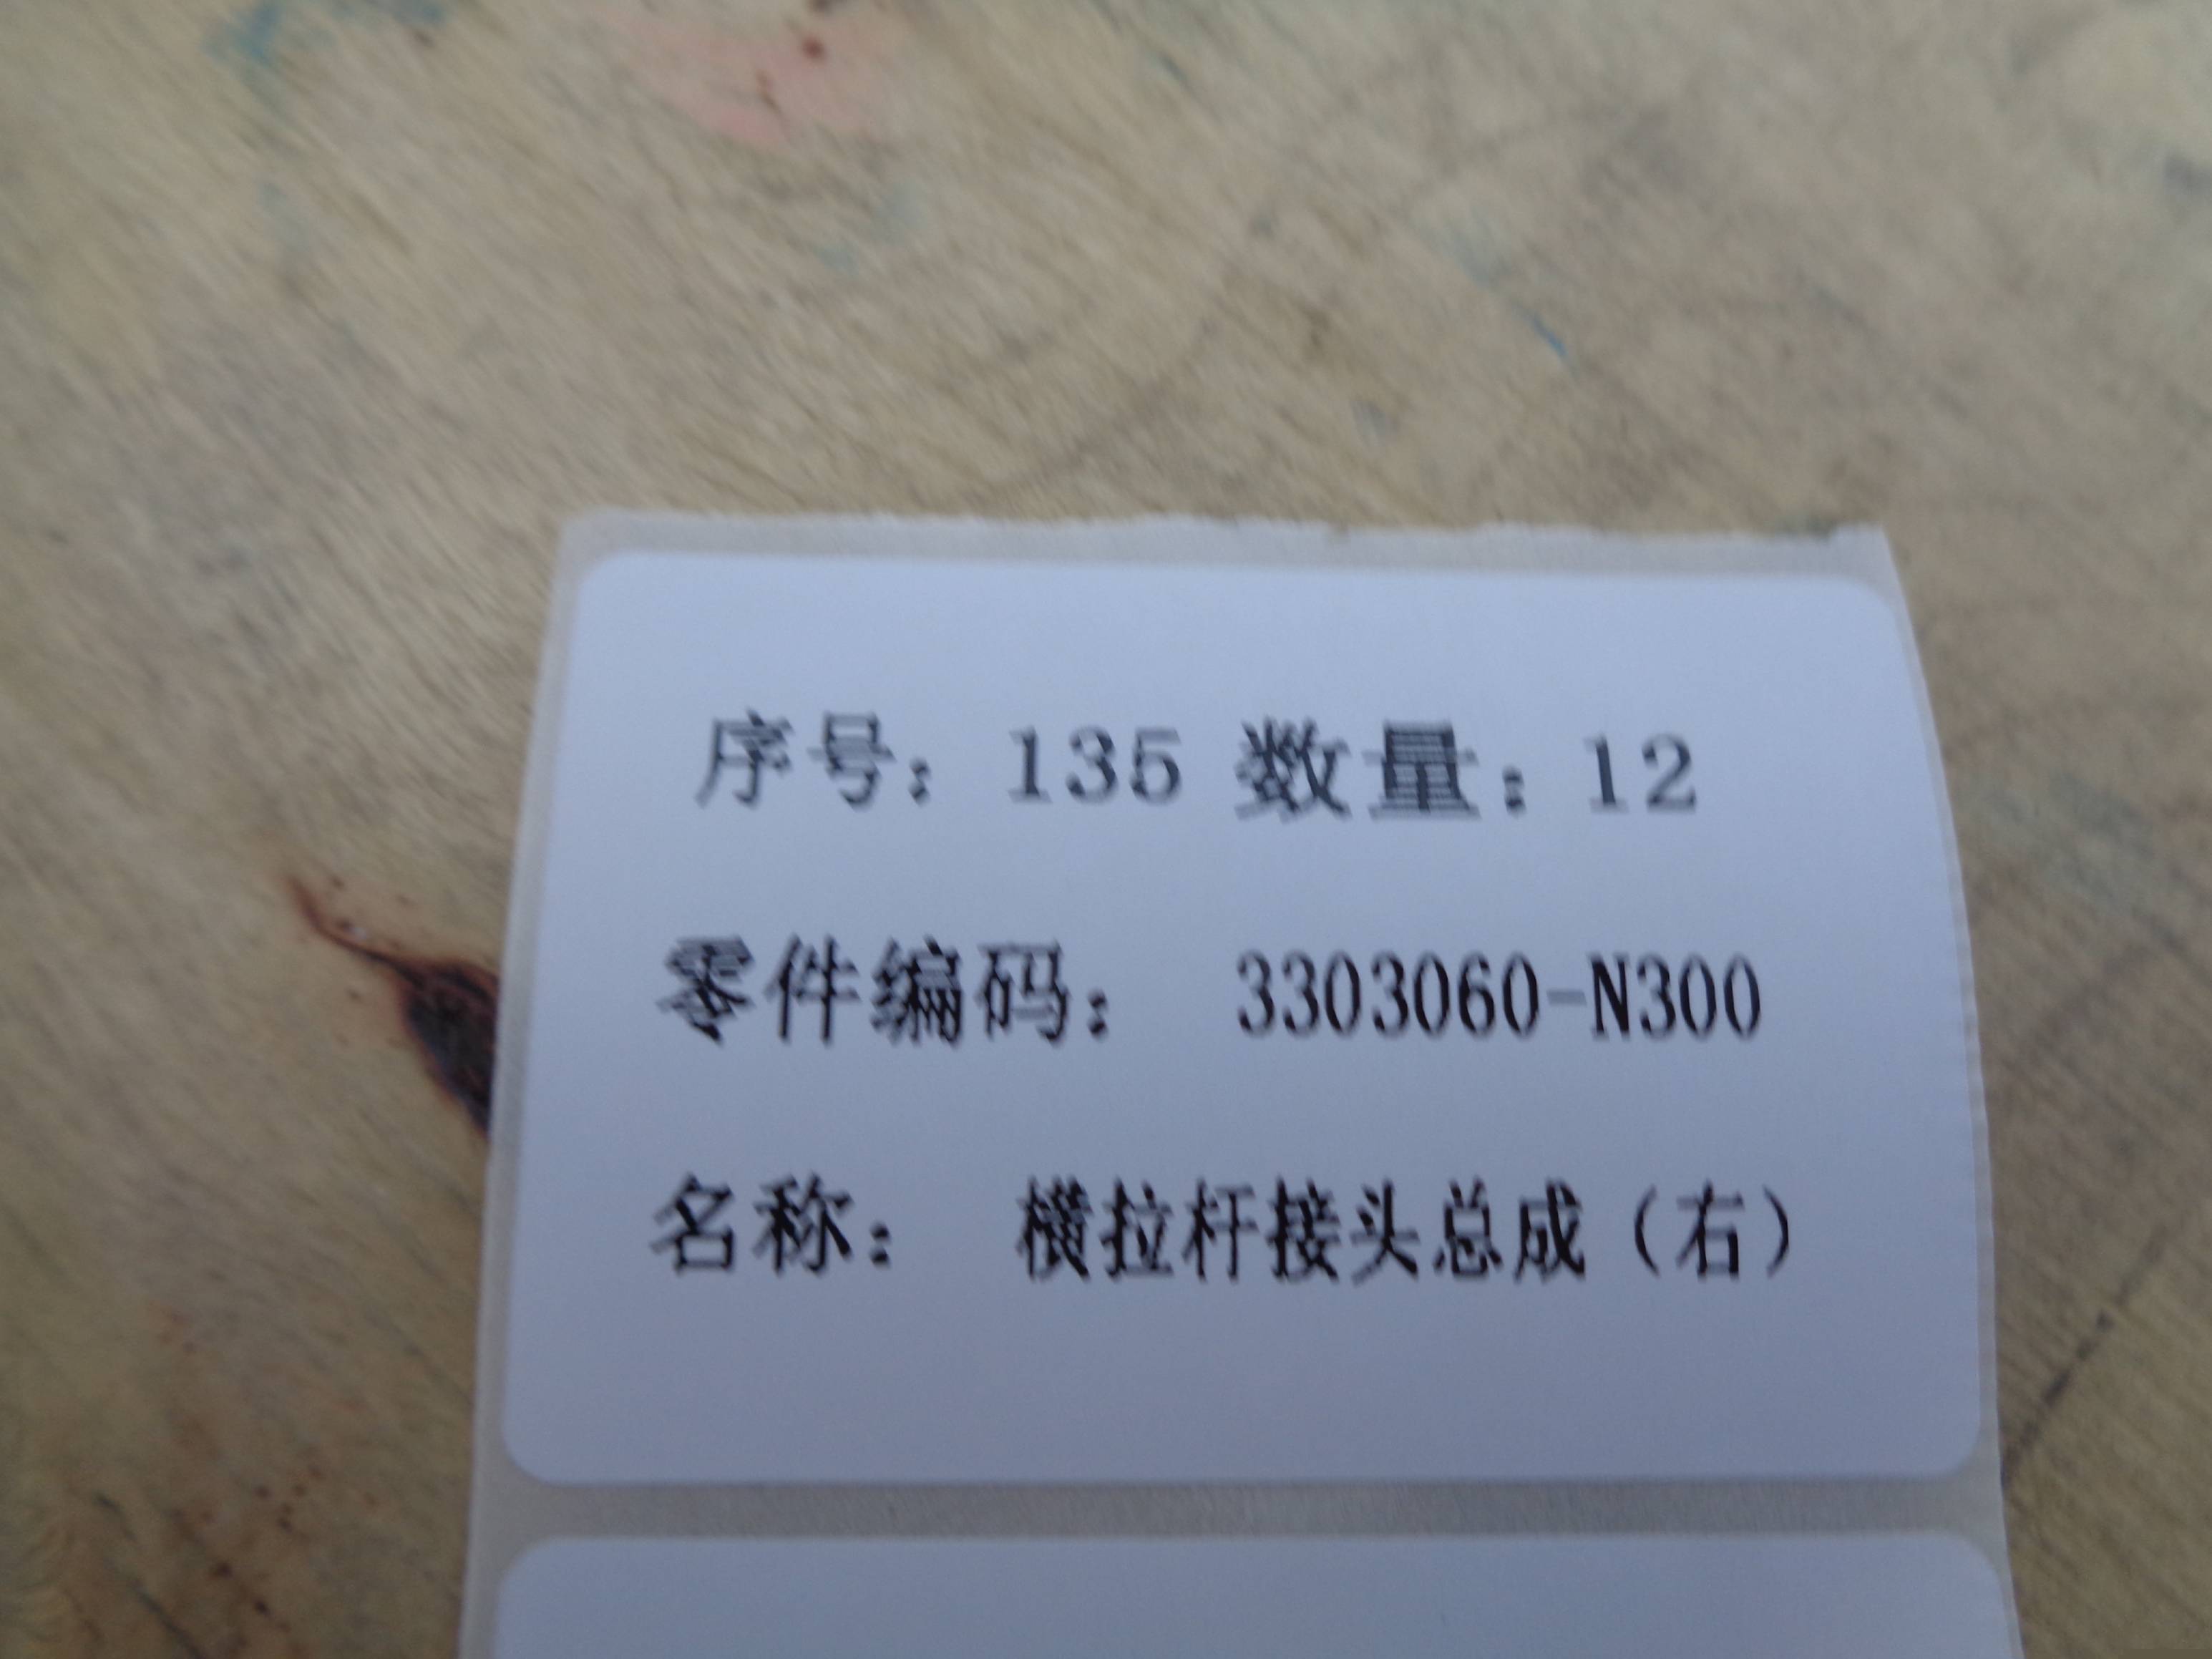 序号：135 数量：12
零件编码： 3303060-N300
名称： 横拉杆接头总成（右）